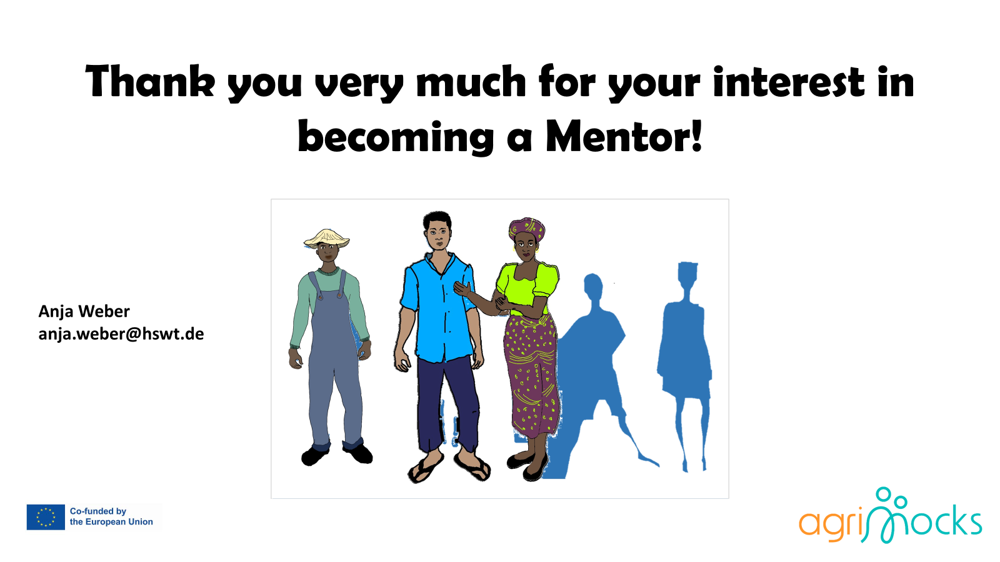 Thank you very much for your interest in
becoming a Mentor!
Anja Weber
anja.weber@hswt.de
Co-funded by
the European Union
agrimocks